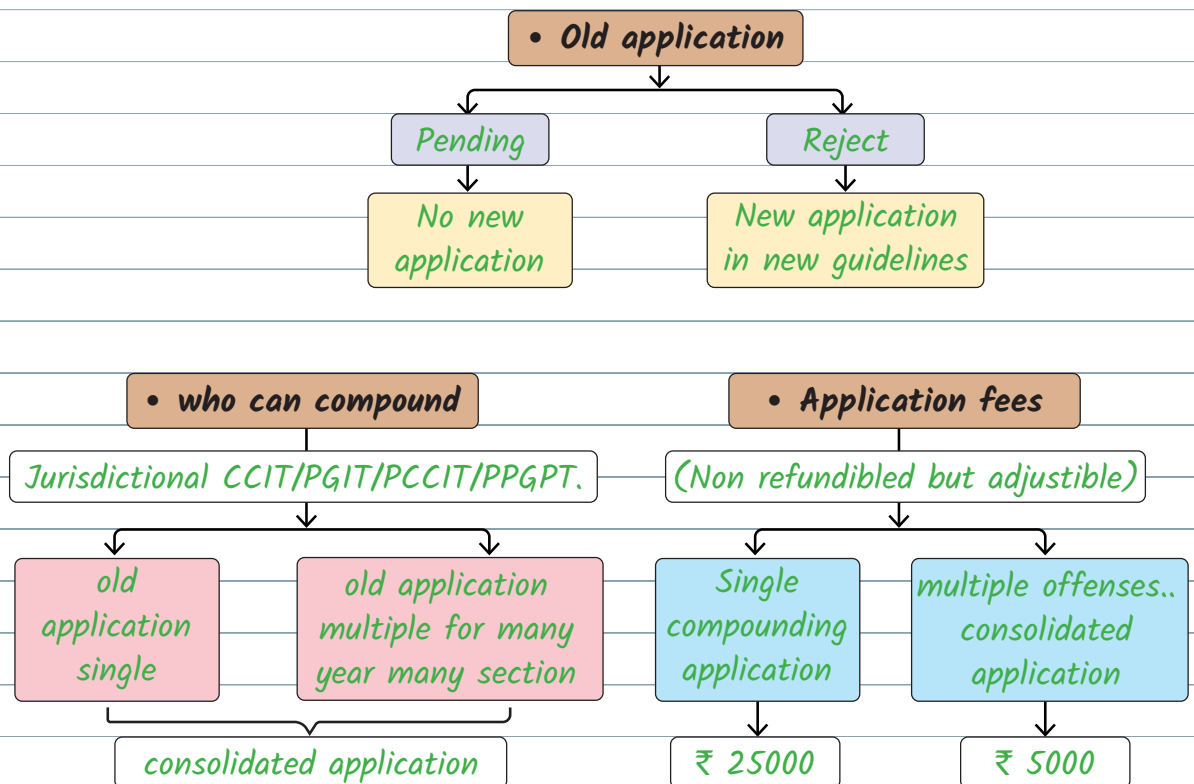 • Old application
Pending
Reject
No new
application
New application
in new guidelines
• who can compound
Jurisdictional CCIT/PGIT/PCCIT/PPGPT.
old
application
single
old application
multiple for many
year many section
consolidated application
• Application fees
(Non refundibled but adjustible)
Single
compounding
application
multiple offenses..
consolidated
application
₹ 25000
₹ 5000